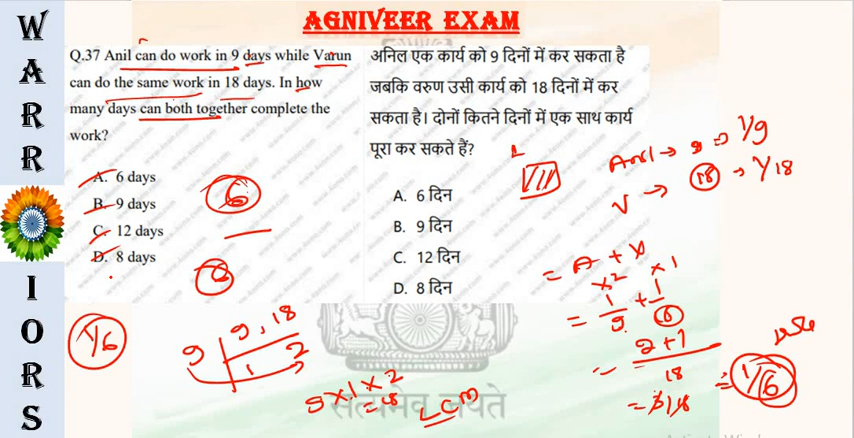 AGNIVEER EXAM
WARRIORS
Q.37 Anil can do work in 9 days while Varun
can do the same work in 18 days. In how
many days can both together complete the
work?
A. 6 days
B. 9 days
C. 12 days
D. 8 days
अनिल एक कार्य को 9 दिनों में कर सकता है
जबकि वरुण उसी कार्य को 18 दिनों में कर
सकता है। दोनों कितने दिनों में एक साथ कार्य
पूरा कर सकते हैं?
A. 6 दिन
B. 9 दिन
C. 12 दिन
D. 8 दिन
6
1/6
9 | 9, 18
1 2
9×1×2
=18 LCM
Anil → 9 ⇒ 1/9
V → 18 → 1/18
= A + V
×2 ×1
= 1/9 + 1/18
= 2+1
18
= 3/18 = 1/6
सत्यमेव जयते